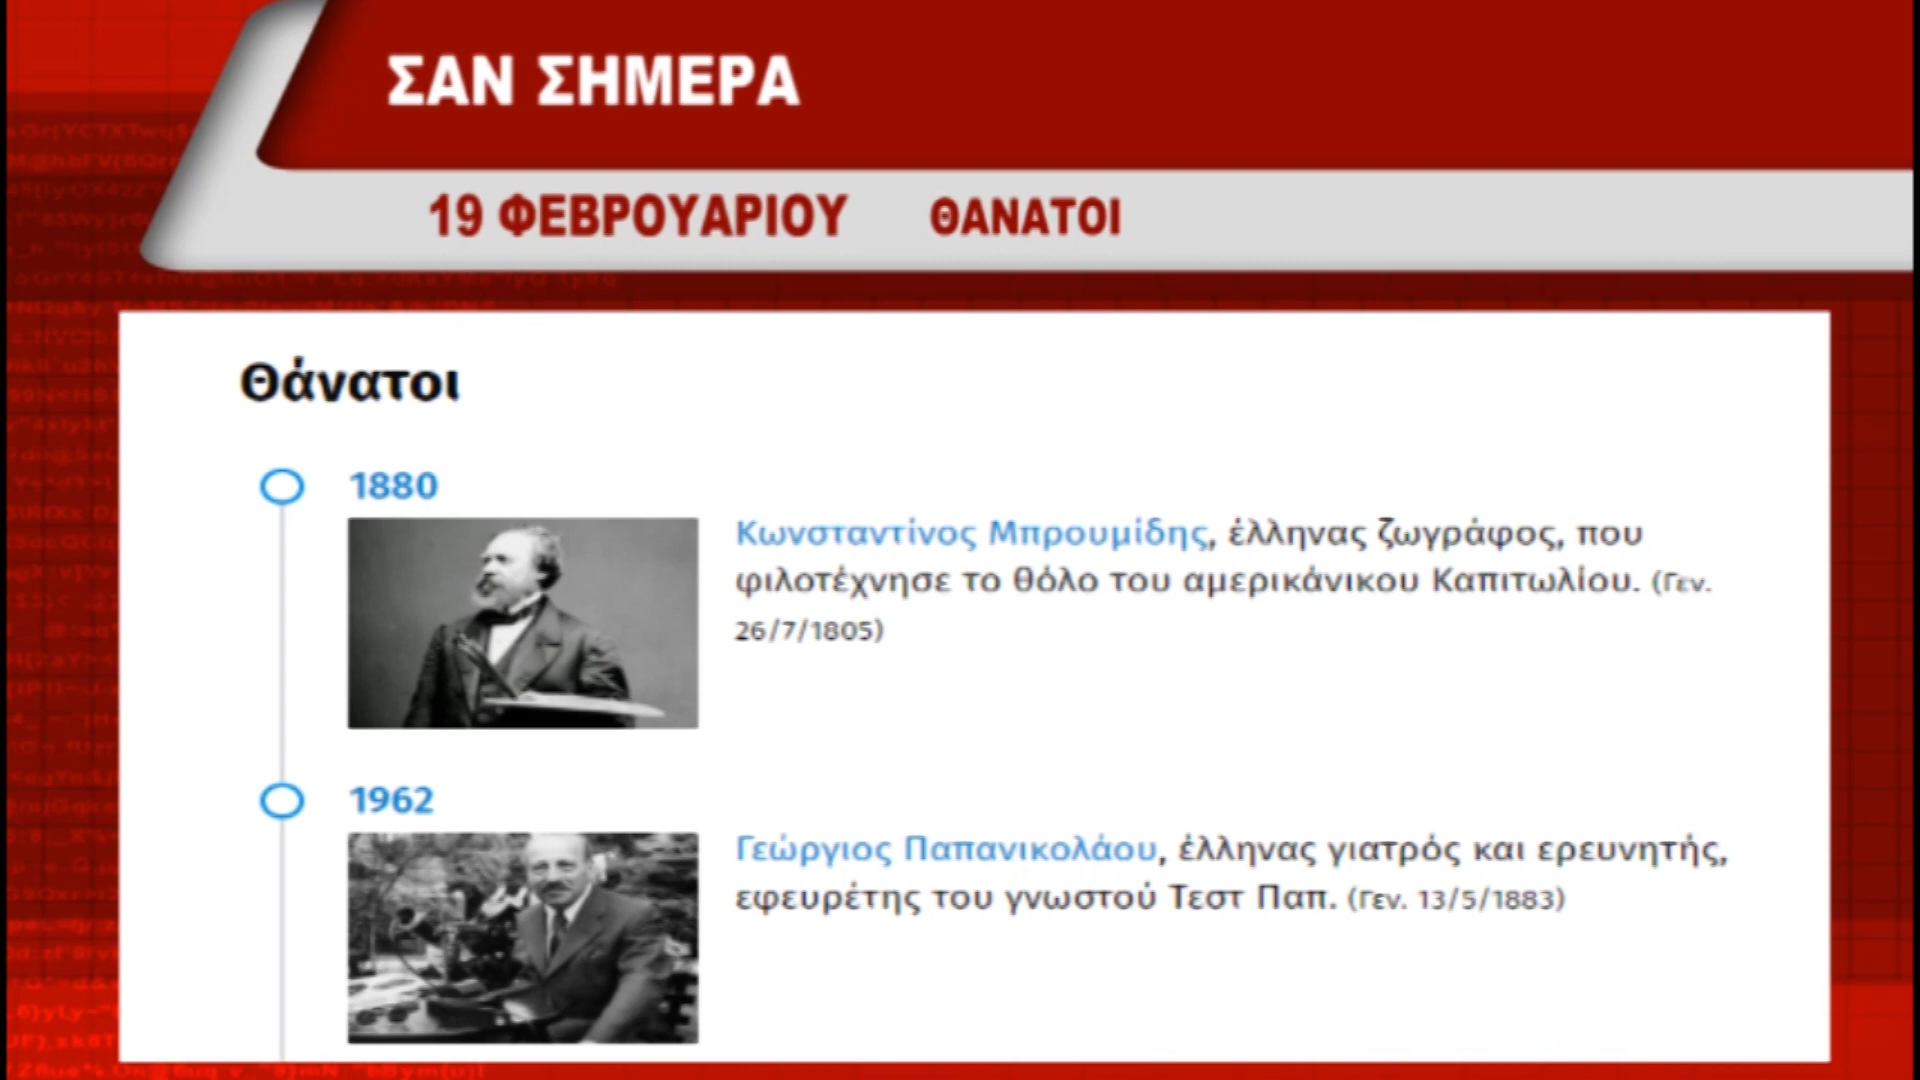 ΣΑΝ ΣΗΜΕΡΑ
19 ΦΕΒΡΟΥΑΡΙΟΥ ΘΑΝΑΤΟΙ
Θάνατοι
1880
Κωνσταντίνος Μπρουμίδης, έλληνας ζωγράφος, που
φιλοτέχνησε το θόλο του αμερικάνικου Καπιτωλίου. (Γεν.
26/7/1805)
1962
Γεώργιος Παπανικολάου, έλληνας γιατρός και ερευνητής,
εφευρέτης του γνωστού Τεστ Παπ. (Γεν. 13/5/1883)